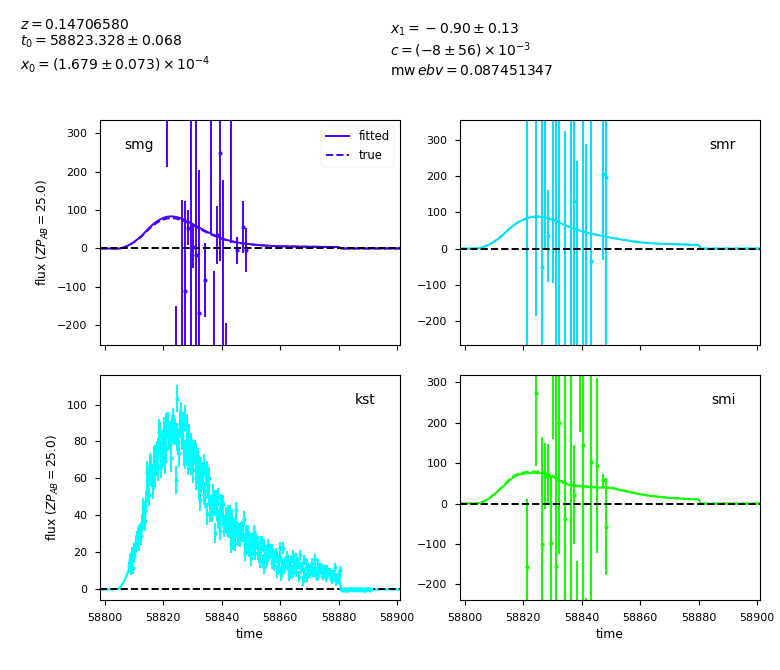 z = 0.14706580
t₀ = 58823.328 ± 0.068
x₀ = (1.679 ± 0.073) × 10⁻⁴
x₁ = −0.90 ± 0.13
c = (−8 ± 56) × 10⁻³
mw ebv = 0.087451347
smg
fitted
true
300
200
100
0
−100
−200
flux (ZP_AB = 25.0)
smr
300
200
100
0
−100
−200
kst
100
80
60
40
20
0
flux (ZP_AB = 25.0)
58800 58820 58840 58860 58880 58900
time
smi
300
200
100
0
−100
−200
58800 58820 58840 58860 58880 58900
time